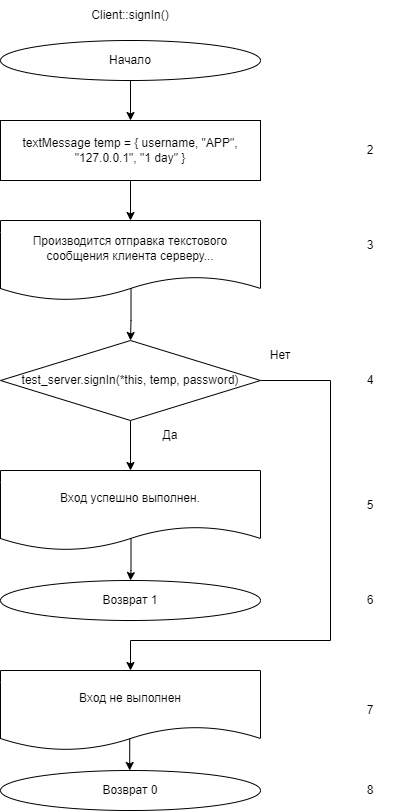 Client::signIn()
Начало
textMessage temp = { username, "APP",
"127.0.0.1", "1 day" }
2
Производится отправка текстового
сообщения клиента серверу...
3
Нет
test_server.signIn(*this, temp, password)
4
Да
Вход успешно выполнен.
5
Возврат 1
6
Вход не выполнен
7
Возврат 0
8